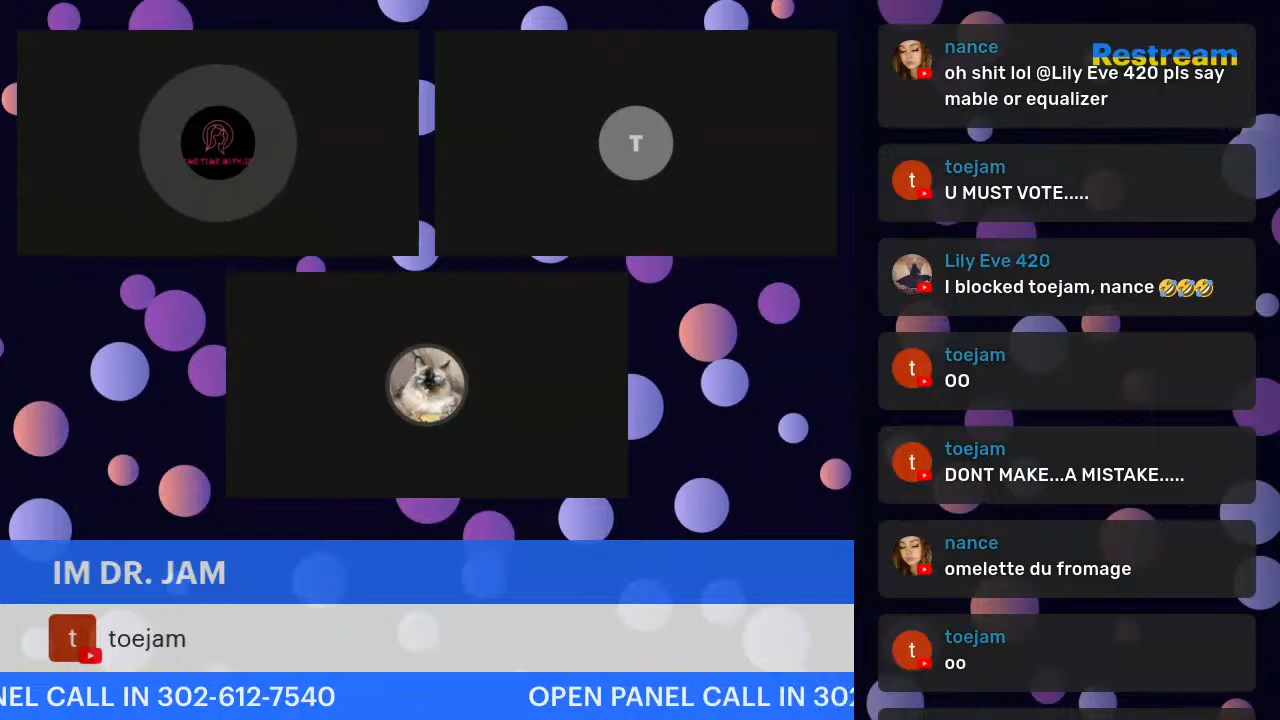 T
IM DR. JAM
t
toejam
NEL CALL IN 302-612-7540
OPEN PANEL CALL IN 302
Restream
nance
oh shit lol @Lily Eve 420 pls say
mable or equalizer
t
toejam
U MUST VOTE.....
Lily Eve 420
I blocked toejam, nance 🤣🤣🤣
t
toejam
OO
t
toejam
DONT MAKE...A MISTAKE.....
nance
omelette du fromage
t
toejam
oo